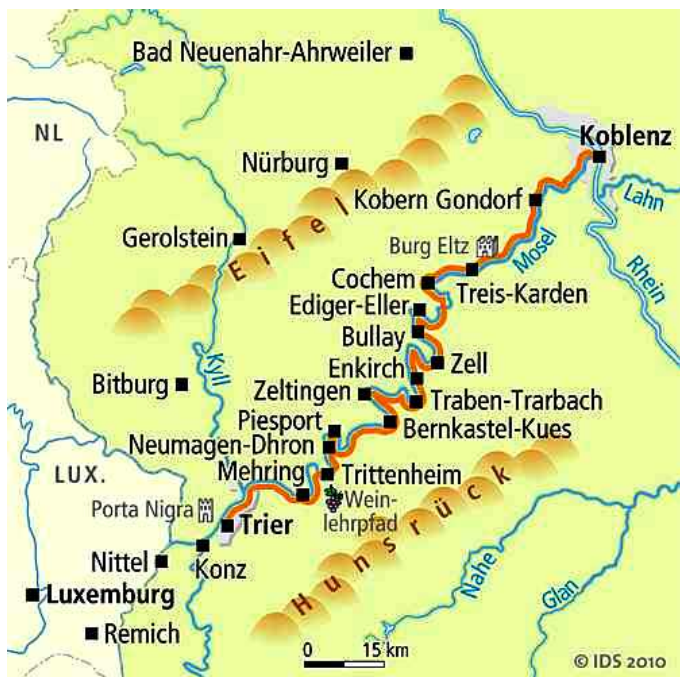 Bad Neuenahr-Ahrweiler
NL
Koblenz
Nürburg
Kobern Gondorf
Lahn
Eifel
Gerolstein
Burg Eltz
Mosel
Rhein
Cochem
Treis-Karden
Ediger-Eller
Bullay
Kyll
Enkirch
Zell
Bitburg
Zeltingen
Traben-Trarbach
Piesport
Bernkastel-Kues
Neumagen-Dhron
LUX.
Mehring
Trittenheim
Hunsrück
Porta Nigra
Wein-
lehrpfad
Trier
Nittel
Konz
Nahe
Glan
Luxemburg
Remich
0 15 km
© IDS 2010